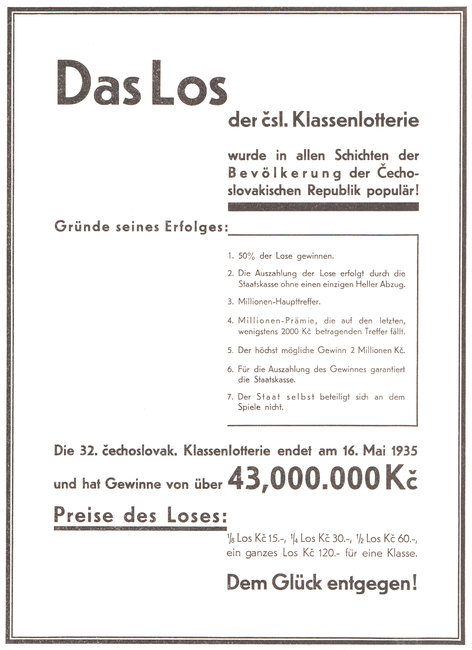 Das Los
der čsl. Klassenlotterie
wurde in allen Schichten der
Bevölkerung der Čecho-
slovakischen Republik populär!
Gründe seines Erfolges:
1. 50% der Lose gewinnen.
2. Die Auszahlung der Lose erfolgt durch die
Staatskasse ohne einen einzigen Heller Abzug.
3. Millionen-Haupttreffer.
4. Millionen-Prämie, die auf den letzten,
wenigstens 2000 Kč betragenden Treffer fällt.
5. Der höchst mögliche Gewinn 2 Millionen Kč.
6. Für die Auszahlung des Gewinnes garantiert
die Staatskasse.
7. Der Staat selbst beteiligt sich an dem
Spiele nicht.
Die 32. čechoslovak. Klassenlotterie endet am 16. Mai 1935
und hat Gewinne von über 43,000.000 Kč
Preise des Loses:
⅛ Los Kč 15.-, ¼ Los Kč 30.-, ½ Los Kč 60.-,
ein ganzes Los Kč 120.- für eine Klasse.
Dem Glück entgegen!